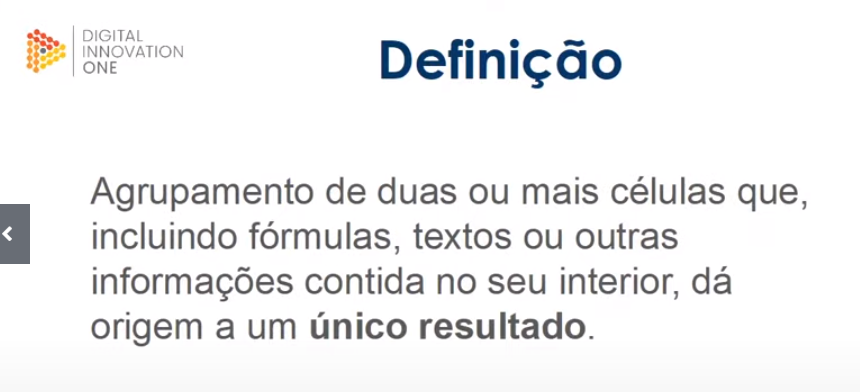 DIGITAL
INNOVATION
ONE
Definição
Agrupamento de duas ou mais células que,
incluindo fórmulas, textos ou outras
informações contida no seu interior, dá
origem a um único resultado.